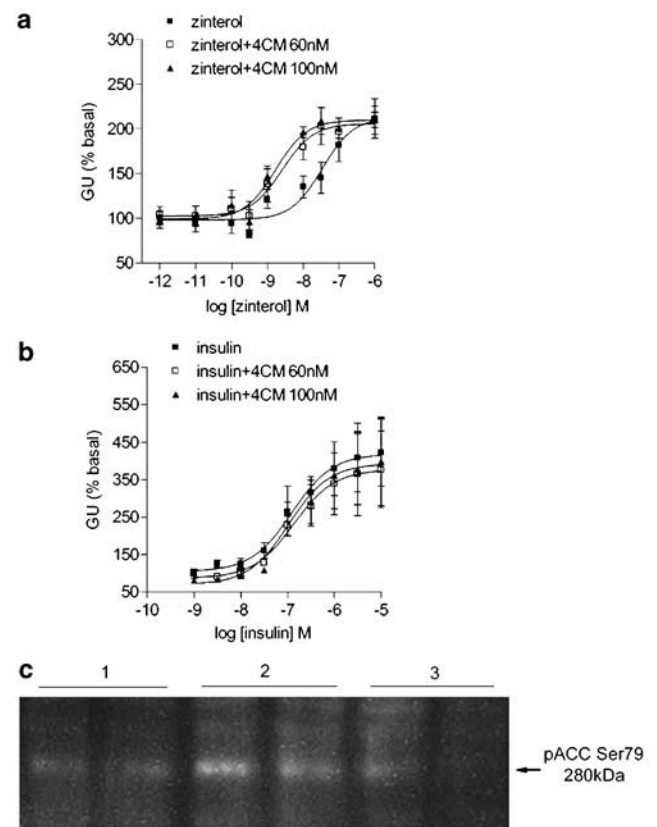 a
zinterol
zinterol+4CM 60nM
zinterol+4CM 100nM
300
250
200
150
100
50
GU (% basal)
-12 -11 -10 -9 -8 -7 -6
log [zinterol] M
b
insulin
insulin+4CM 60nM
insulin+4CM 100nM
650
550
450
350
250
150
50
GU (% basal)
-10 -9 -8 -7 -6 -5
log [insulin] M
c
1 2 3
pACC Ser79
280kDa